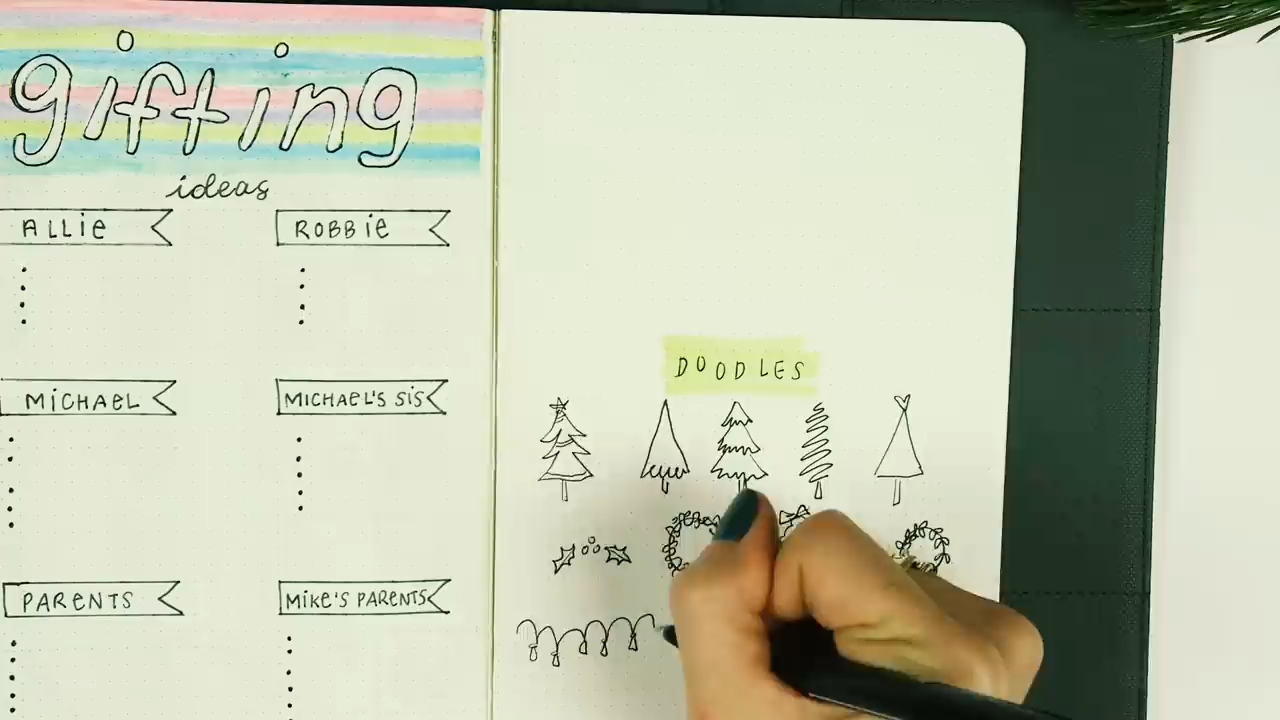 gifting
ideas
ALLie
ROBBie
MiCHAEL
MiCHAEL'S SiS
PARENTS
MiKe'S PARENTS
DOODLES